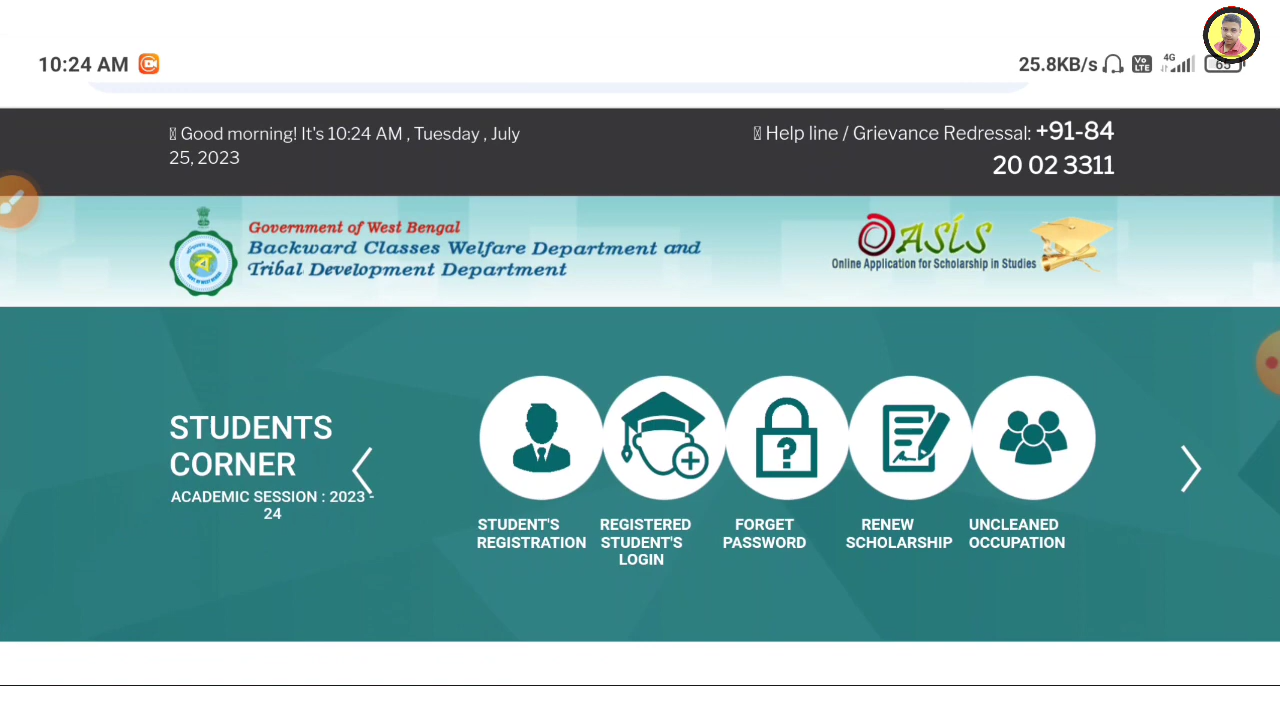 10:24 AM
25.8KB/s
Vo LTE
4G
Good morning! It's 10:24 AM , Tuesday , July
25, 2023
Help line / Grievance Redressal: +91-84
20 02 3311
Government of West Bengal
Backward Classes Welfare Department and
Tribal Development Department
OASIS
Online Application for Scholarship in Studies
STUDENTS
CORNER
ACADEMIC SESSION : 2023 -
24
STUDENT'S
REGISTRATION
REGISTERED
STUDENT'S
LOGIN
FORGET
PASSWORD
RENEW
SCHOLARSHIP
UNCLEANED
OCCUPATION